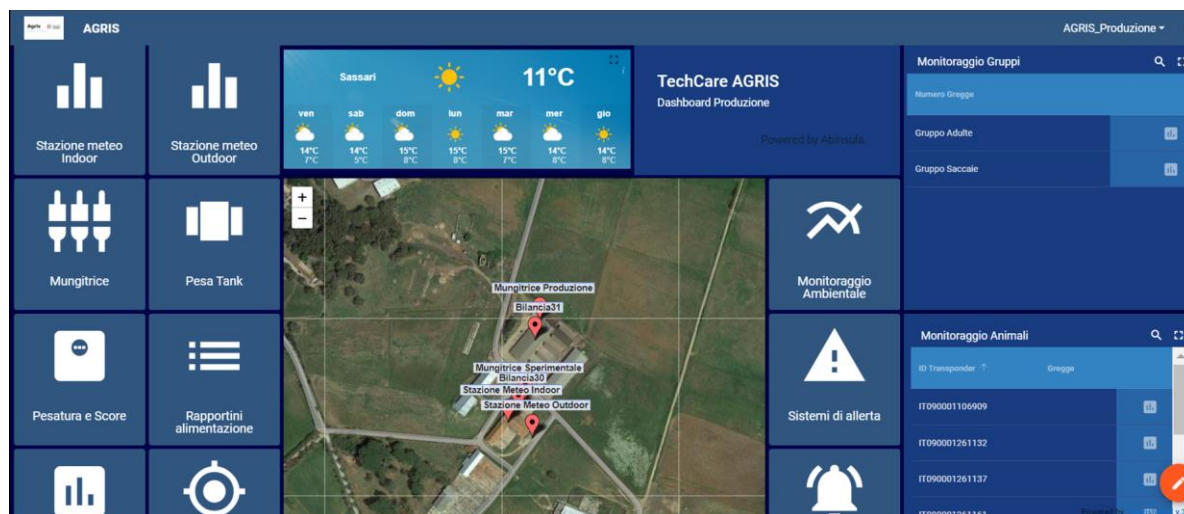 Agris
AGRIS
AGRIS_Produzione
Stazione meteo
Indoor
Stazione meteo
Outdoor
Sassari
11°C
ven sab dom lun mar mer gio
14°C 14°C 15°C 15°C 15°C 14°C 14°C
7°C 5°C 8°C 8°C 7°C 8°C 8°C
TechCare AGRIS
Dashboard Produzione
Powered by Abinsula.
Monitoraggio Gruppi
Numero Gregge
Gruppo Adulte
Gruppo Saccaie
Mungitrice
Pesa Tank
+
−
Mungitrice Produzione
Bilancia31
Mungitrice Sperimentale
Bilancia30
Stazione Meteo Indoor
Stazione Meteo Outdoor
Monitoraggio
Ambientale
Pesatura e Score
Rapportini
alimentazione
Sistemi di allerta
Monitoraggio Animali
ID Transponder ↑ Gregge
IT090001106909
IT090001261132
IT090001261137
IT090001261161
Powered by